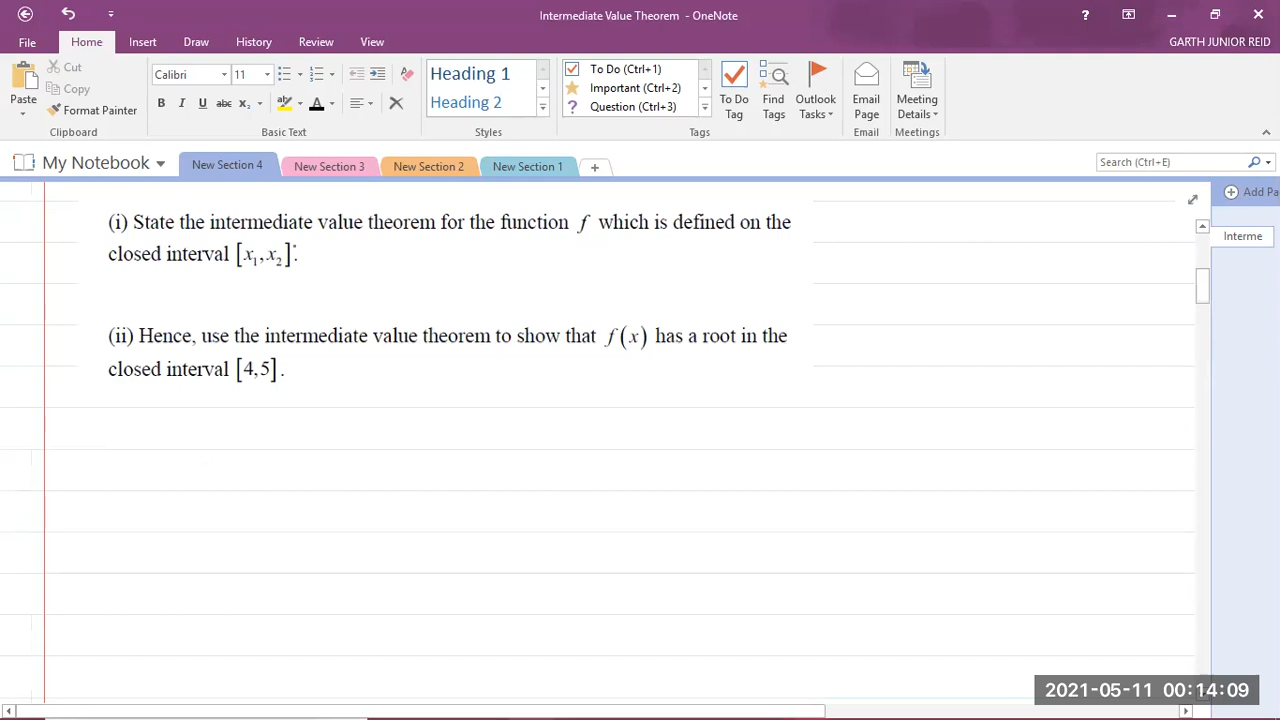 Intermediate Value Theorem - OneNote
?
File
Home
Insert
Draw
History
Review
View
GARTH JUNIOR REID
Paste
Cut
Copy
Format Painter
Clipboard
Calibri
11
B I U abc x₂
A
Basic Text
Heading 1
Heading 2
Styles
To Do (Ctrl+1)
Important (Ctrl+2)
? Question (Ctrl+3)
Tags
To Do Tag
Find Tags
Outlook Tasks
Email Page
Email
Meeting Details
Meetings
My Notebook
New Section 4
New Section 3
New Section 2
New Section 1
+
Search (Ctrl+E)
Add Pa
Interme
(i) State the intermediate value theorem for the function f which is defined on the
closed interval [x₁,x₂].
(ii) Hence, use the intermediate value theorem to show that f(x) has a root in the
closed interval [4,5].
2021-05-11 00:14:09